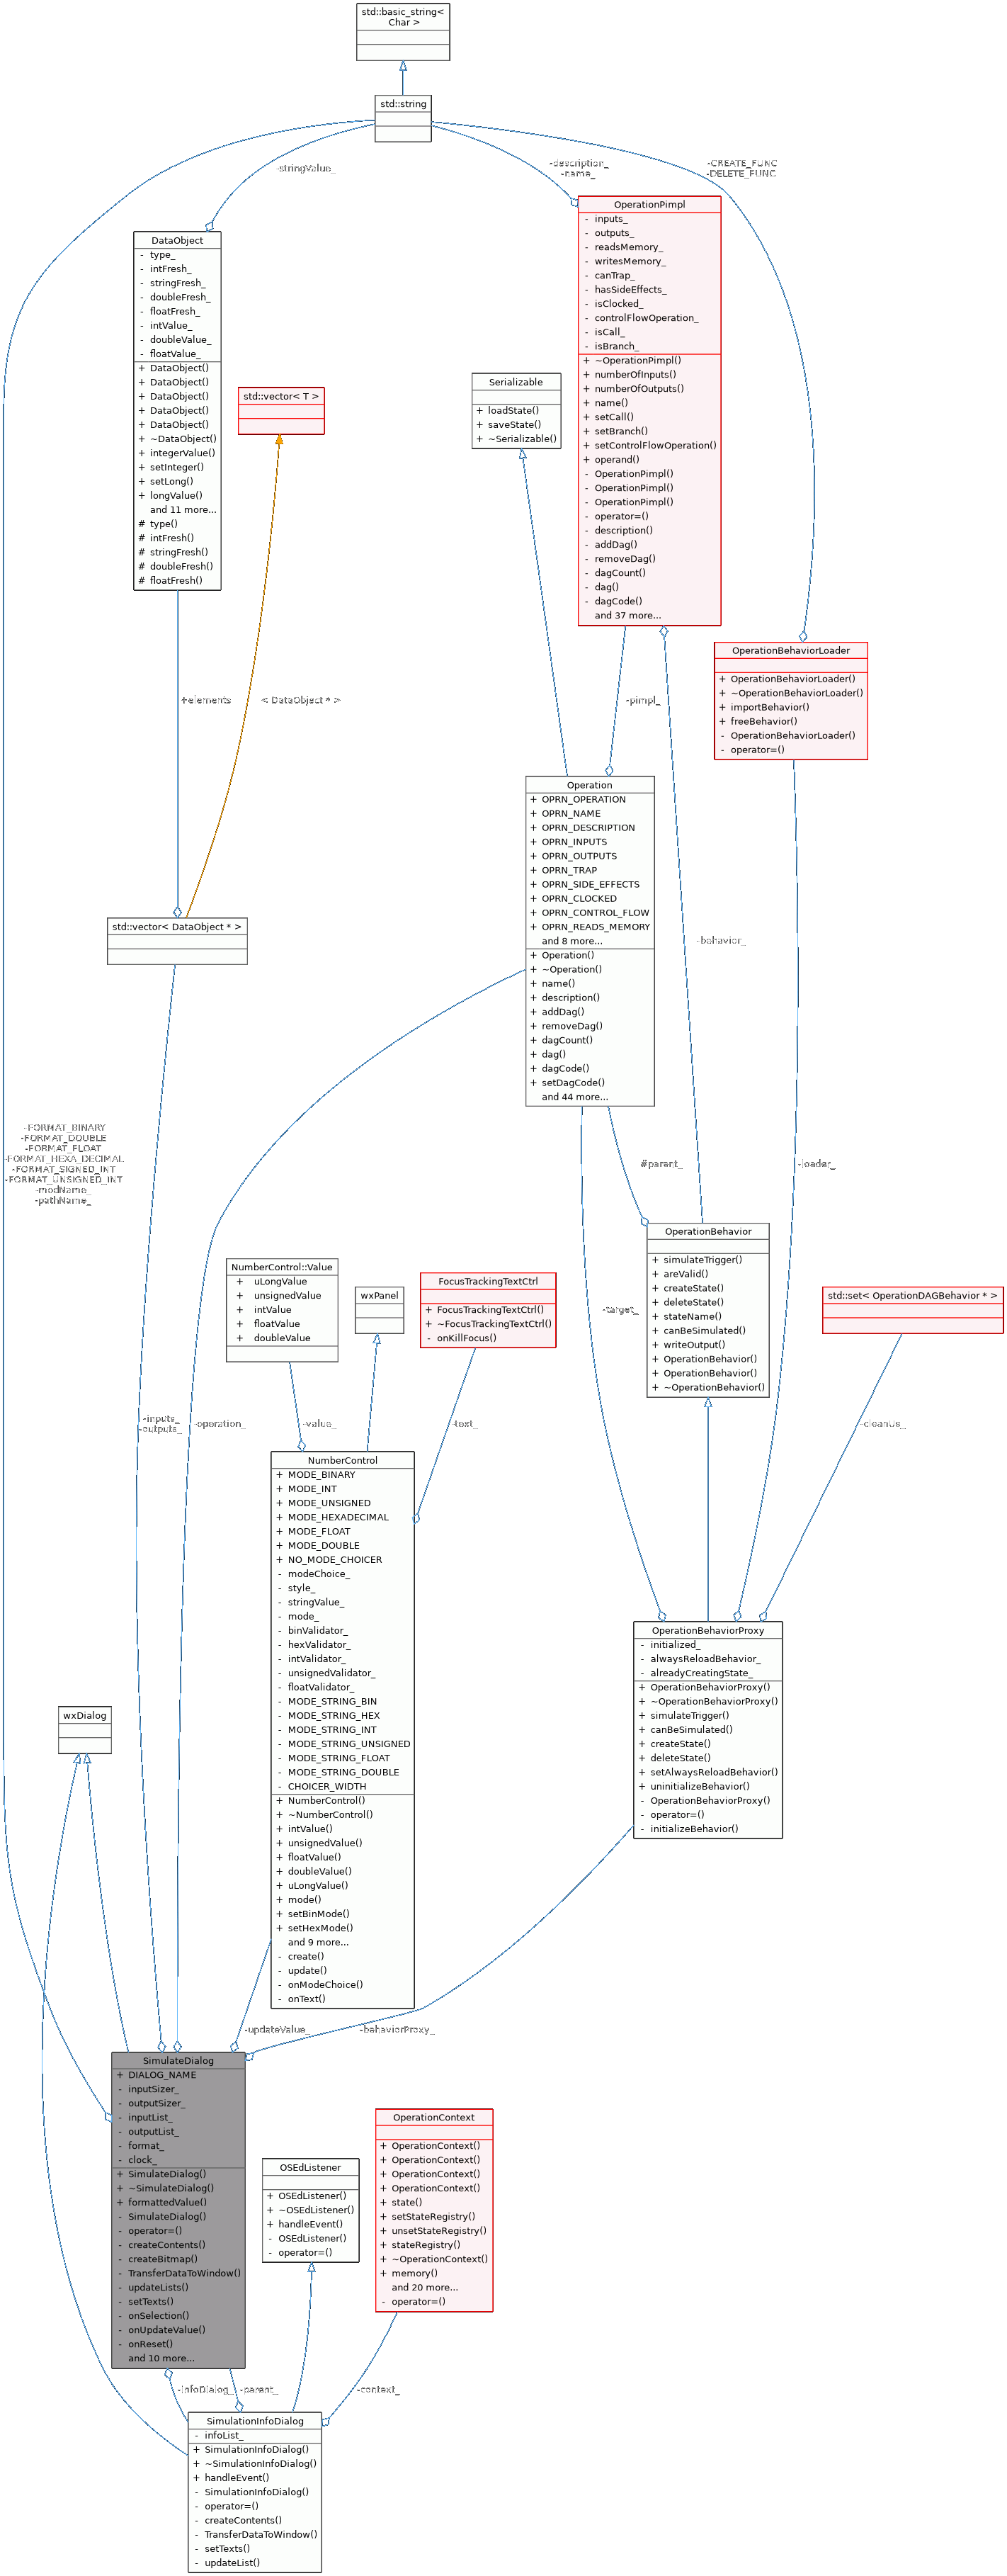 std::basic_string<
Char >
std::string
-stringValue_
-description_
-name_
-CREATE_FUNC
-DELETE_FUNC
OperationPimpl
- inputs_
- outputs_
- readsMemory_
- writesMemory_
- canTrap_
- hasSideEffects_
- isClocked_
- controlFlowOperation_
- isCall_
- isBranch_
+ ~OperationPimpl()
+ numberOfInputs()
+ numberOfOutputs()
+ name()
+ setCall()
+ setBranch()
+ setControlFlowOperation()
+ operand()
- OperationPimpl()
- OperationPimpl()
- OperationPimpl()
- operator=()
- description()
- addDag()
- removeDag()
- dagCount()
- dag()
- dagCode()
and 37 more...
DataObject
- type_
- intFresh_
- stringFresh_
- doubleFresh_
- floatFresh_
- intValue_
- doubleValue_
- floatValue_
+ DataObject()
+ DataObject()
+ DataObject()
+ DataObject()
+ DataObject()
+ ~DataObject()
+ integerValue()
+ setInteger()
+ setLong()
+ longValue()
and 11 more...
# type()
# intFresh()
# stringFresh()
# doubleFresh()
# floatFresh()
std::vector< T >
Serializable
+ loadState()
+ saveState()
+ ~Serializable()
OperationBehaviorLoader
+ OperationBehaviorLoader()
+ ~OperationBehaviorLoader()
+ importBehavior()
+ freeBehavior()
- OperationBehaviorLoader()
- operator=()
+elements
< DataObject * >
-pimpl_
Operation
+ OPRN_OPERATION
+ OPRN_NAME
+ OPRN_DESCRIPTION
+ OPRN_INPUTS
+ OPRN_OUTPUTS
+ OPRN_TRAP
+ OPRN_SIDE_EFFECTS
+ OPRN_CLOCKED
+ OPRN_CONTROL_FLOW
+ OPRN_READS_MEMORY
and 8 more...
+ Operation()
+ ~Operation()
+ name()
+ description()
+ addDag()
+ removeDag()
+ dagCount()
+ dag()
+ dagCode()
+ setDagCode()
and 44 more...
std::vector< DataObject * >
-behavior_
-FORMAT_BINARY
-FORMAT_DOUBLE
-FORMAT_FLOAT
-FORMAT_HEXA_DECIMAL
-FORMAT_SIGNED_INT
-FORMAT_UNSIGNED_INT
-modName_
-pathName_
#parent_
-loader_
OperationBehavior
+ simulateTrigger()
+ areValid()
+ createState()
+ deleteState()
+ stateName()
+ canBeSimulated()
+ writeOutput()
+ OperationBehavior()
+ OperationBehavior()
+ ~OperationBehavior()
NumberControl::Value
+ uLongValue
+ unsignedValue
+ intValue
+ floatValue
+ doubleValue
wxPanel
FocusTrackingTextCtrl
+ FocusTrackingTextCtrl()
+ ~FocusTrackingTextCtrl()
- onKillFocus()
-target_
std::set< OperationDAGBehavior * >
-inputs_
-outputs_
-operation_
-value_
-text_
-cleanUs_
NumberControl
+ MODE_BINARY
+ MODE_INT
+ MODE_UNSIGNED
+ MODE_HEXADECIMAL
+ MODE_FLOAT
+ MODE_DOUBLE
+ NO_MODE_CHOICER
- modeChoice_
- style_
- stringValue_
- mode_
- binValidator_
- hexValidator_
- intValidator_
- unsignedValidator_
- floatValidator_
- MODE_STRING_BIN
- MODE_STRING_HEX
- MODE_STRING_INT
- MODE_STRING_UNSIGNED
- MODE_STRING_FLOAT
- MODE_STRING_DOUBLE
- CHOICER_WIDTH
+ NumberControl()
+ ~NumberControl()
+ intValue()
+ unsignedValue()
+ floatValue()
+ doubleValue()
+ uLongValue()
+ mode()
+ setBinMode()
+ setHexMode()
and 9 more...
- create()
- update()
- onModeChoice()
- onText()
OperationBehaviorProxy
- initialized_
- alwaysReloadBehavior_
- alreadyCreatingState_
+ OperationBehaviorProxy()
+ ~OperationBehaviorProxy()
+ simulateTrigger()
+ canBeSimulated()
+ createState()
+ deleteState()
+ setAlwaysReloadBehavior()
+ uninitializeBehavior()
- OperationBehaviorProxy()
- operator=()
- initializeBehavior()
wxDialog
-updateValue_
-behaviorProxy_
SimulateDialog
+ DIALOG_NAME
- inputSizer_
- outputSizer_
- inputList_
- outputList_
- format_
- clock_
+ SimulateDialog()
+ ~SimulateDialog()
+ formattedValue()
- SimulateDialog()
- operator=()
- createContents()
- createBitmap()
- TransferDataToWindow()
- updateLists()
- setTexts()
- onSelection()
- onUpdateValue()
- onReset()
and 10 more...
OSEdListener
+ OSEdListener()
+ ~OSEdListener()
+ handleEvent()
- OSEdListener()
- operator=()
OperationContext
+ OperationContext()
+ OperationContext()
+ OperationContext()
+ OperationContext()
+ state()
+ setStateRegistry()
+ unsetStateRegistry()
+ stateRegistry()
+ ~OperationContext()
+ memory()
and 20 more...
- operator=()
-infoDialog_
-parent_
-context_
SimulationInfoDialog
- infoList_
+ SimulationInfoDialog()
+ ~SimulationInfoDialog()
+ handleEvent()
- SimulationInfoDialog()
- operator=()
- createContents()
- TransferDataToWindow()
- setTexts()
- updateList()